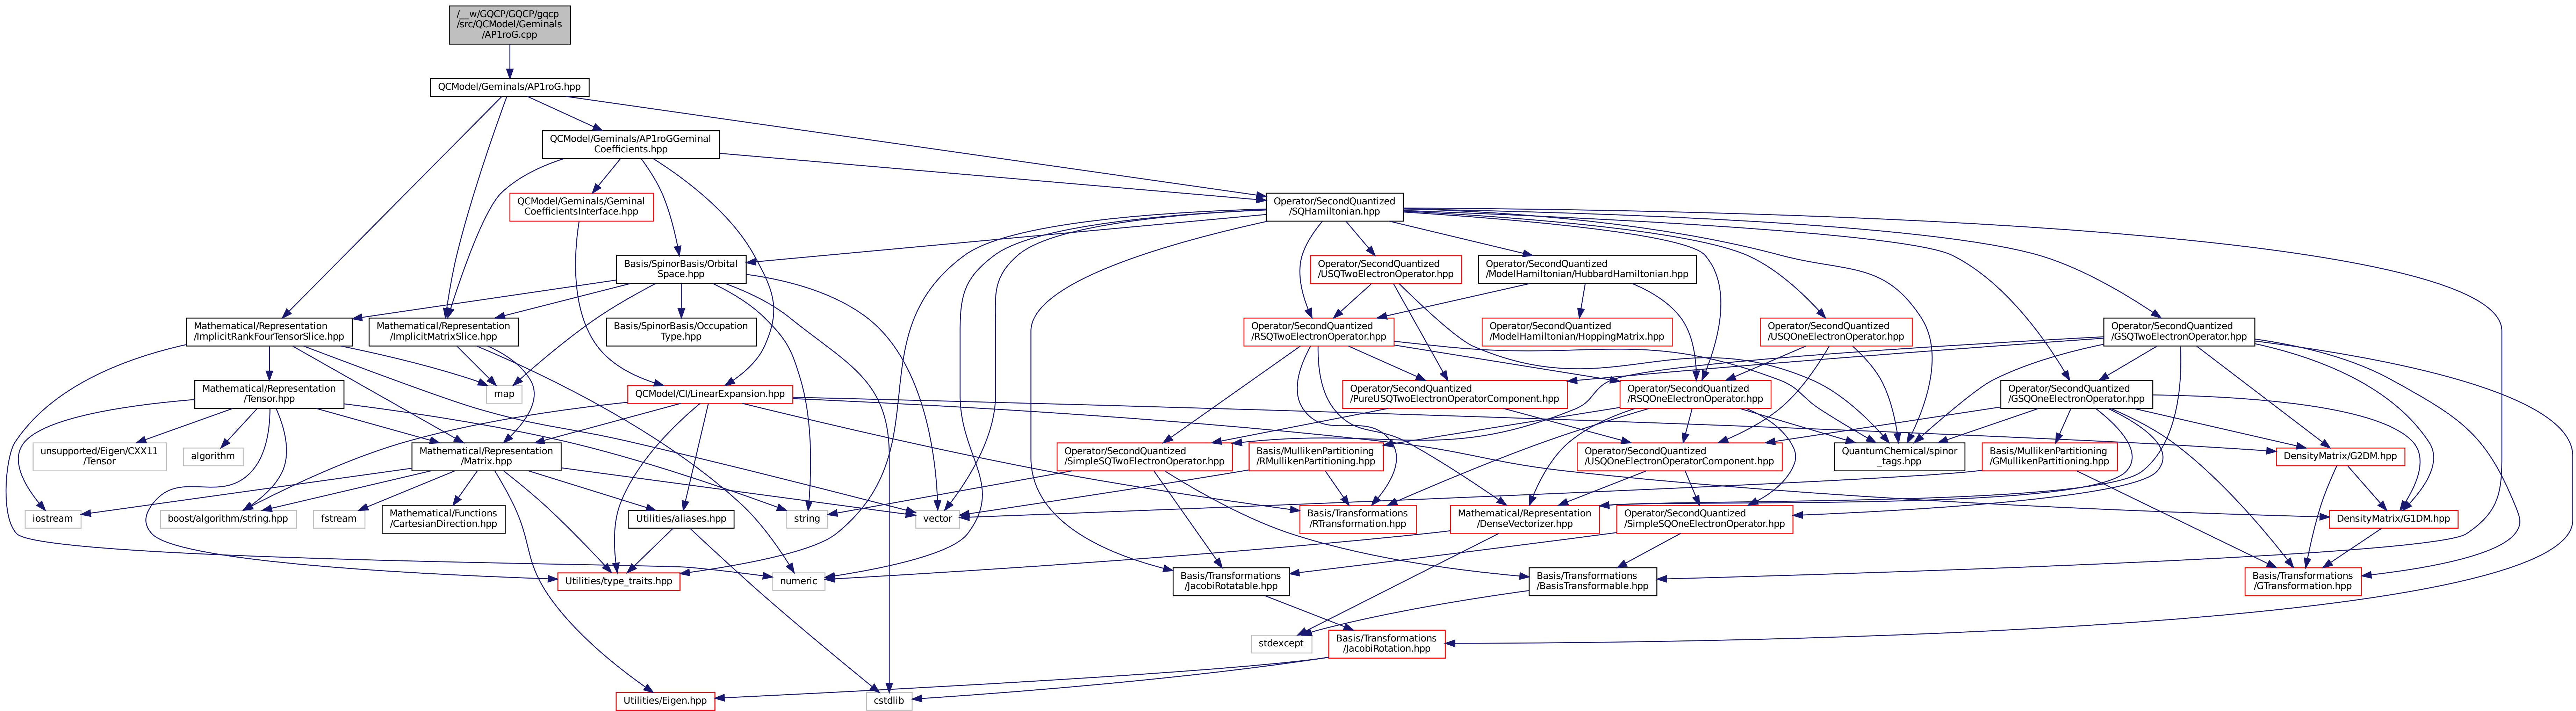 /__w/GQCP/GQCP/gqcp
/src/QCModel/Geminals
/AP1roG.cpp
QCModel/Geminals/AP1roG.hpp
QCModel/Geminals/AP1roGGeminal
Coefficients.hpp
QCModel/Geminals/Geminal
CoefficientsInterface.hpp
Operator/SecondQuantized
/SQHamiltonian.hpp
Basis/SpinorBasis/Orbital
Space.hpp
Operator/SecondQuantized
/USQTwoElectronOperator.hpp
Operator/SecondQuantized
/ModelHamiltonian/HubbardHamiltonian.hpp
Mathematical/Representation
/ImplicitRankFourTensorSlice.hpp
Mathematical/Representation
/ImplicitMatrixSlice.hpp
Basis/SpinorBasis/Occupation
Type.hpp
Operator/SecondQuantized
/RSQTwoElectronOperator.hpp
Operator/SecondQuantized
/ModelHamiltonian/HoppingMatrix.hpp
Operator/SecondQuantized
/USQOneElectronOperator.hpp
Operator/SecondQuantized
/GSQTwoElectronOperator.hpp
Mathematical/Representation
/Tensor.hpp
map
QCModel/CI/LinearExpansion.hpp
Operator/SecondQuantized
/PureUSQTwoElectronOperatorComponent.hpp
Operator/SecondQuantized
/RSQOneElectronOperator.hpp
Operator/SecondQuantized
/GSQOneElectronOperator.hpp
unsupported/Eigen/CXX11
/Tensor
algorithm
Mathematical/Representation
/Matrix.hpp
Operator/SecondQuantized
/SimpleSQTwoElectronOperator.hpp
Basis/MullikenPartitioning
/RMullikenPartitioning.hpp
Operator/SecondQuantized
/USQOneElectronOperatorComponent.hpp
QuantumChemical/spinor
_tags.hpp
Basis/MullikenPartitioning
/GMullikenPartitioning.hpp
DensityMatrix/G2DM.hpp
iostream
boost/algorithm/string.hpp
fstream
Mathematical/Functions
/CartesianDirection.hpp
Utilities/aliases.hpp
string
vector
Basis/Transformations
/RTransformation.hpp
Mathematical/Representation
/DenseVectorizer.hpp
Operator/SecondQuantized
/SimpleSQOneElectronOperator.hpp
DensityMatrix/G1DM.hpp
Utilities/type_traits.hpp
numeric
Basis/Transformations
/JacobiRotatable.hpp
Basis/Transformations
/BasisTransformable.hpp
Basis/Transformations
/GTransformation.hpp
stdexcept
Basis/Transformations
/JacobiRotation.hpp
Utilities/Eigen.hpp
cstdlib